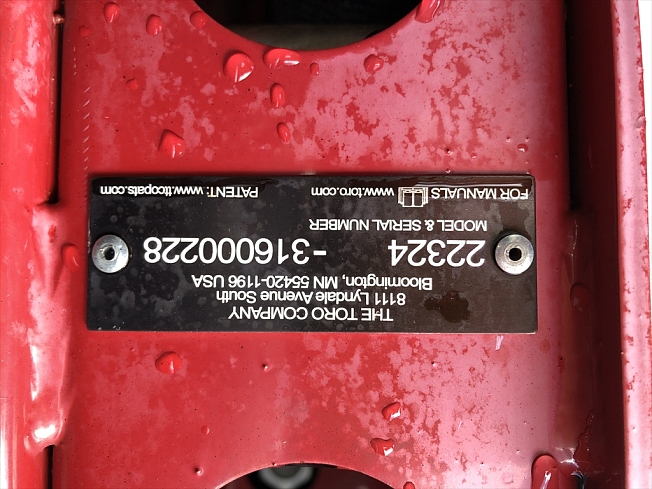 THE TORO COMPANY
8111 Lyndale Avenue South
Bloomington, MN 55420-1196 USA
22324 -316000228
MODEL & SERIAL NUMBER
FOR MANUALS www.toro.com PATENT: www.ttcopats.com